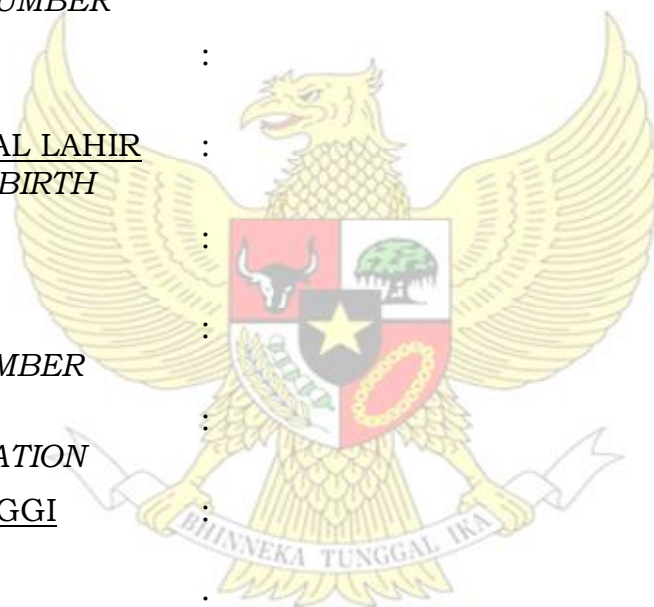 UMBER
:
AL LAHIR :
BIRTH
:
:
MBER
:
ATION
GGI :
BHINNEKA TUNGGAL IKA
.